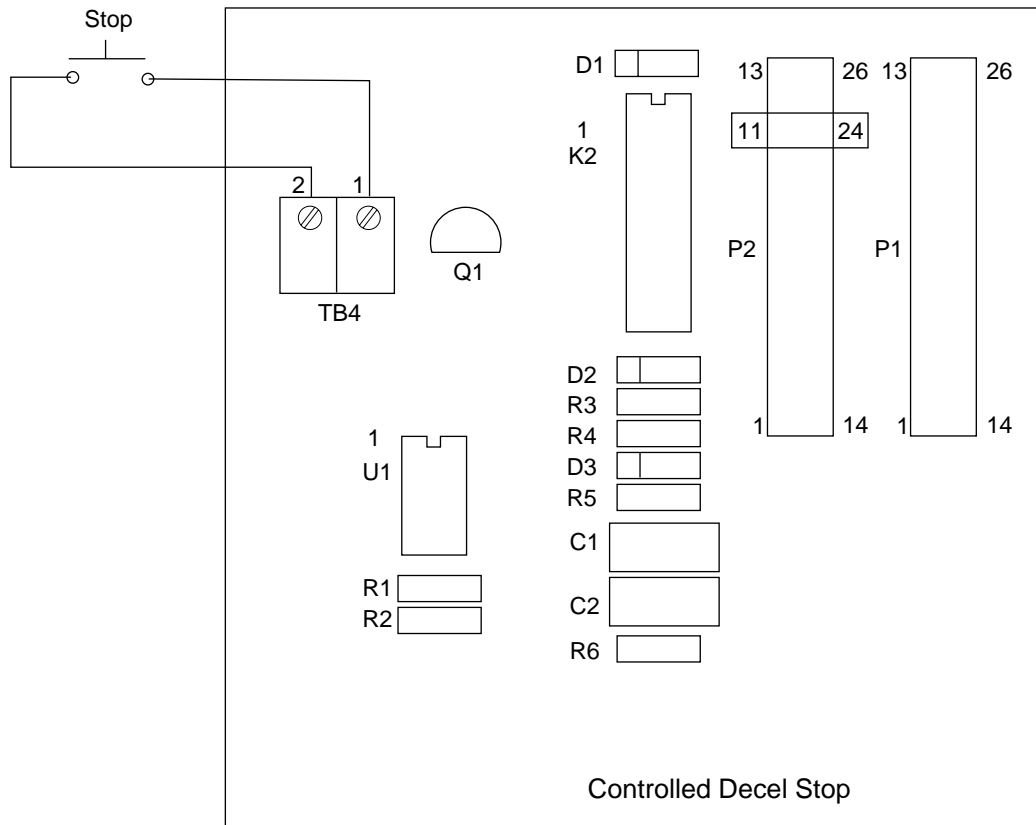 Stop
D1
13 26 13 26
1
K2
11 24
2 1
P2 P1
Q1
TB4
D2
R3
R4
1 14 1 14
1
U1
D3
R5
C1
R1
C2
R2
R6
Controlled Decel Stop